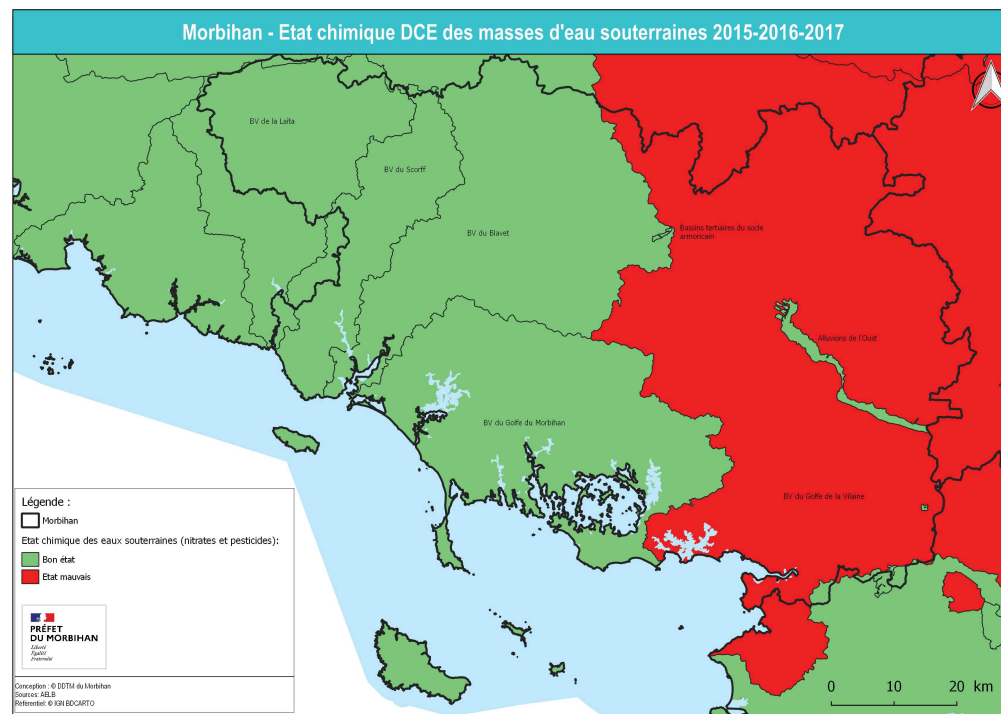 Morbihan - Etat chimique DCE des masses d'eau souterraines 2015-2016-2017
BV de la Laïta
BV du Scorff
BV du Blavet
Bassins tertiaires du socle
armoricain
Alluvions de l'Oust
BV du Golfe du Morbihan
BV du Golfe de la Vilaine
Légende :
Morbihan
Etat chimique des eaux souterraines (nitrates et pesticides):
Bon état
Etat mauvais
PRÉFET
DU MORBIHAN
Liberté
Égalité
Fraternité
Conception : © DDTM du Morbihan
Sources: AELB
Référentiel: © IGN BDCARTO
0 10 20 km